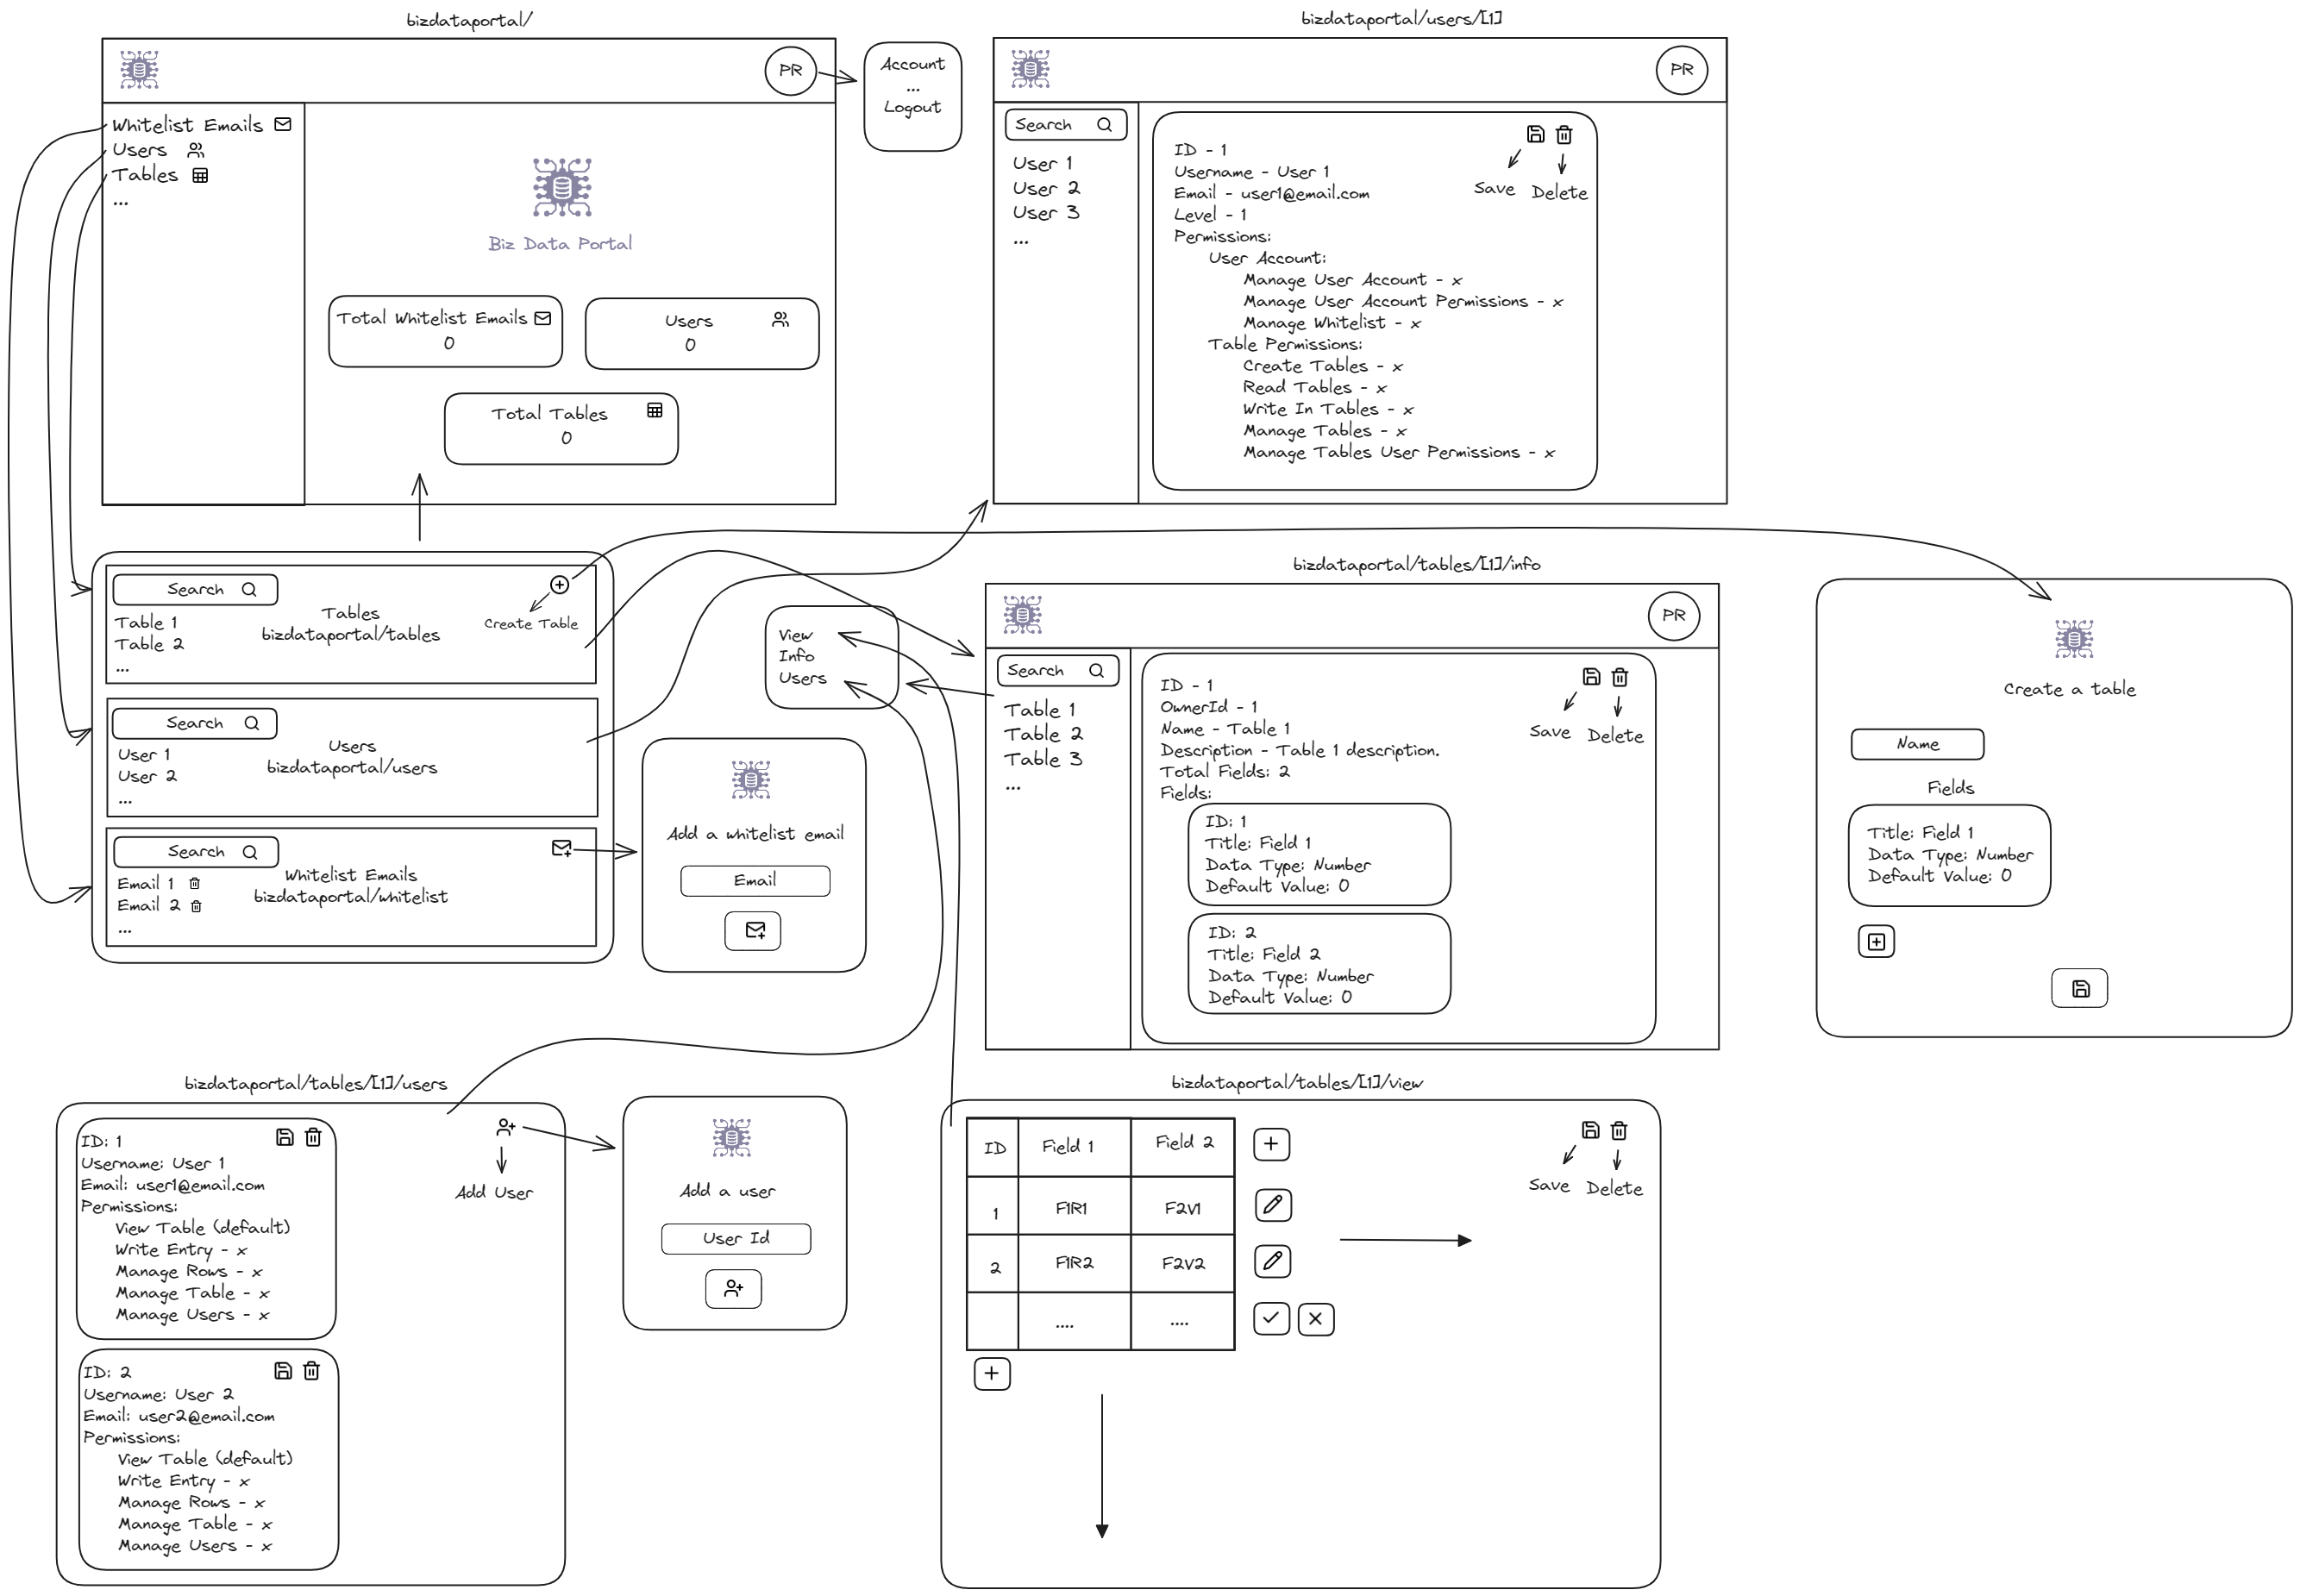 bizdataportal/
PR
Account
...
Logout
Whitelist Emails
Users
Tables
...
Biz Data Portal
Total Whitelist Emails
0
Users
0
Total Tables
0
bizdataportal/users/[1]
PR
Search
User 1
User 2
User 3
...
ID - 1
Username - User 1
Email - user1@email.com
Level - 1
Permissions:
User Account:
Manage User Account - x
Manage User Account Permissions - x
Manage Whitelist - x
Table Permissions:
Create Tables - x
Read Tables - x
Write In Tables - x
Manage Tables - x
Manage Tables User Permissions - x
Save
Delete
Search
Table 1
Table 2
...
Tables
bizdataportal/tables
Create Table
Search
User 1
User 2
...
Users
bizdataportal/users
Search
Email 1
Email 2
...
Whitelist Emails
bizdataportal/whitelist
View
Info
Users
Add a whitelist email
Email
bizdataportal/tables/[1]/info
PR
Search
Table 1
Table 2
Table 3
...
ID - 1
OwnerId - 1
Name - Table 1
Description - Table 1 description.
Total Fields: 2
Fields:
ID: 1
Title: Field 1
Data Type: Number
Default Value: 0
ID: 2
Title: Field 2
Data Type: Number
Default Value: 0
Save
Delete
Create a table
Name
Fields
Title: Field 1
Data Type: Number
Default Value: 0
bizdataportal/tables/[1]/users
ID: 1
Username: User 1
Email: user1@email.com
Permissions:
View Table (default)
Write Entry - x
Manage Rows - x
Manage Table - x
Manage Users - x
ID: 2
Username: User 2
Email: user2@email.com
Permissions:
View Table (default)
Write Entry - x
Manage Rows - x
Manage Table - x
Manage Users - x
Add User
Add a user
User Id
bizdataportal/tables/[1]/view
ID Field 1 Field 2
1 F1R1 F2V1
2 F1R2 F2V2
.... ....
Save
Delete